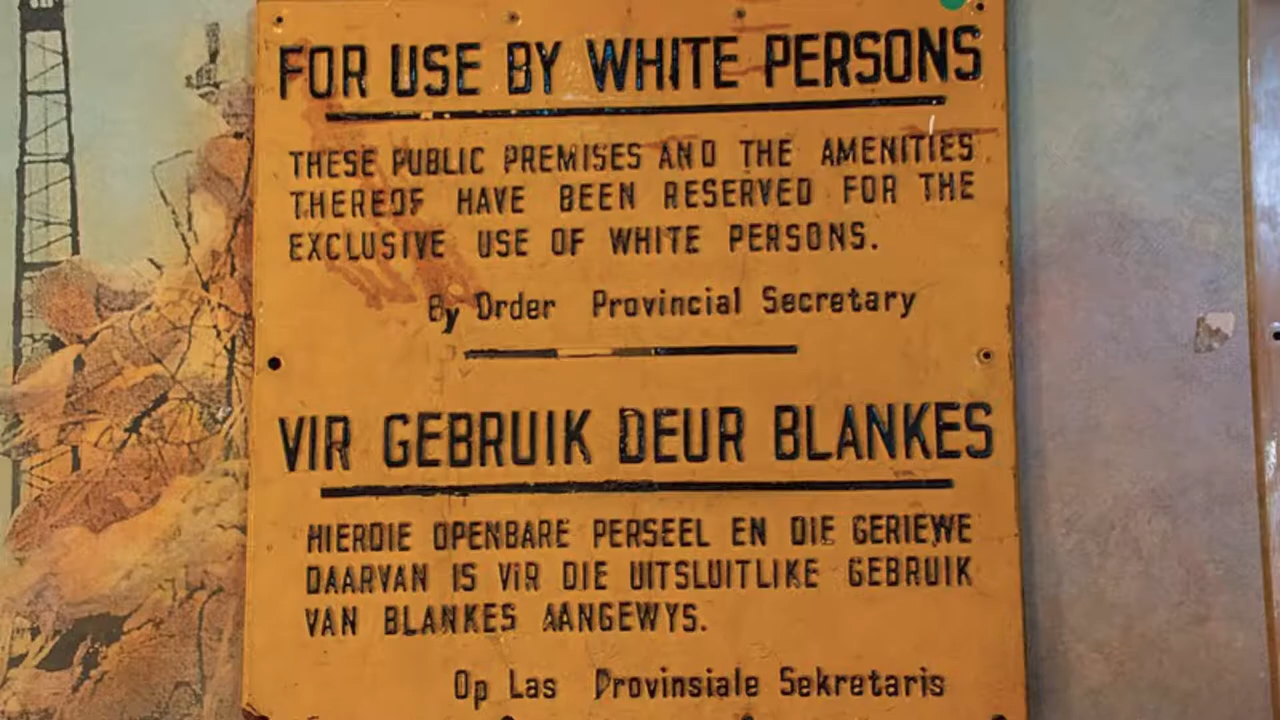 FOR USE BY WHITE PERSONS
THESE PUBLIC PREMISES AND THE AMENITIES
THEREOF HAVE BEEN RESERVED FOR THE
EXCLUSIVE USE OF WHITE PERSONS.
By Order Provincial Secretary
VIR GEBRUIK DEUR BLANKES
HIERDIE OPENBARE PERSEEL EN DIE GERIEWE
DAARVAN IS VIR DIE UITSLUITLIKE GEBRUIK
VAN BLANKES AANGEWYS.
Op Las Provinsiale Sekretaris